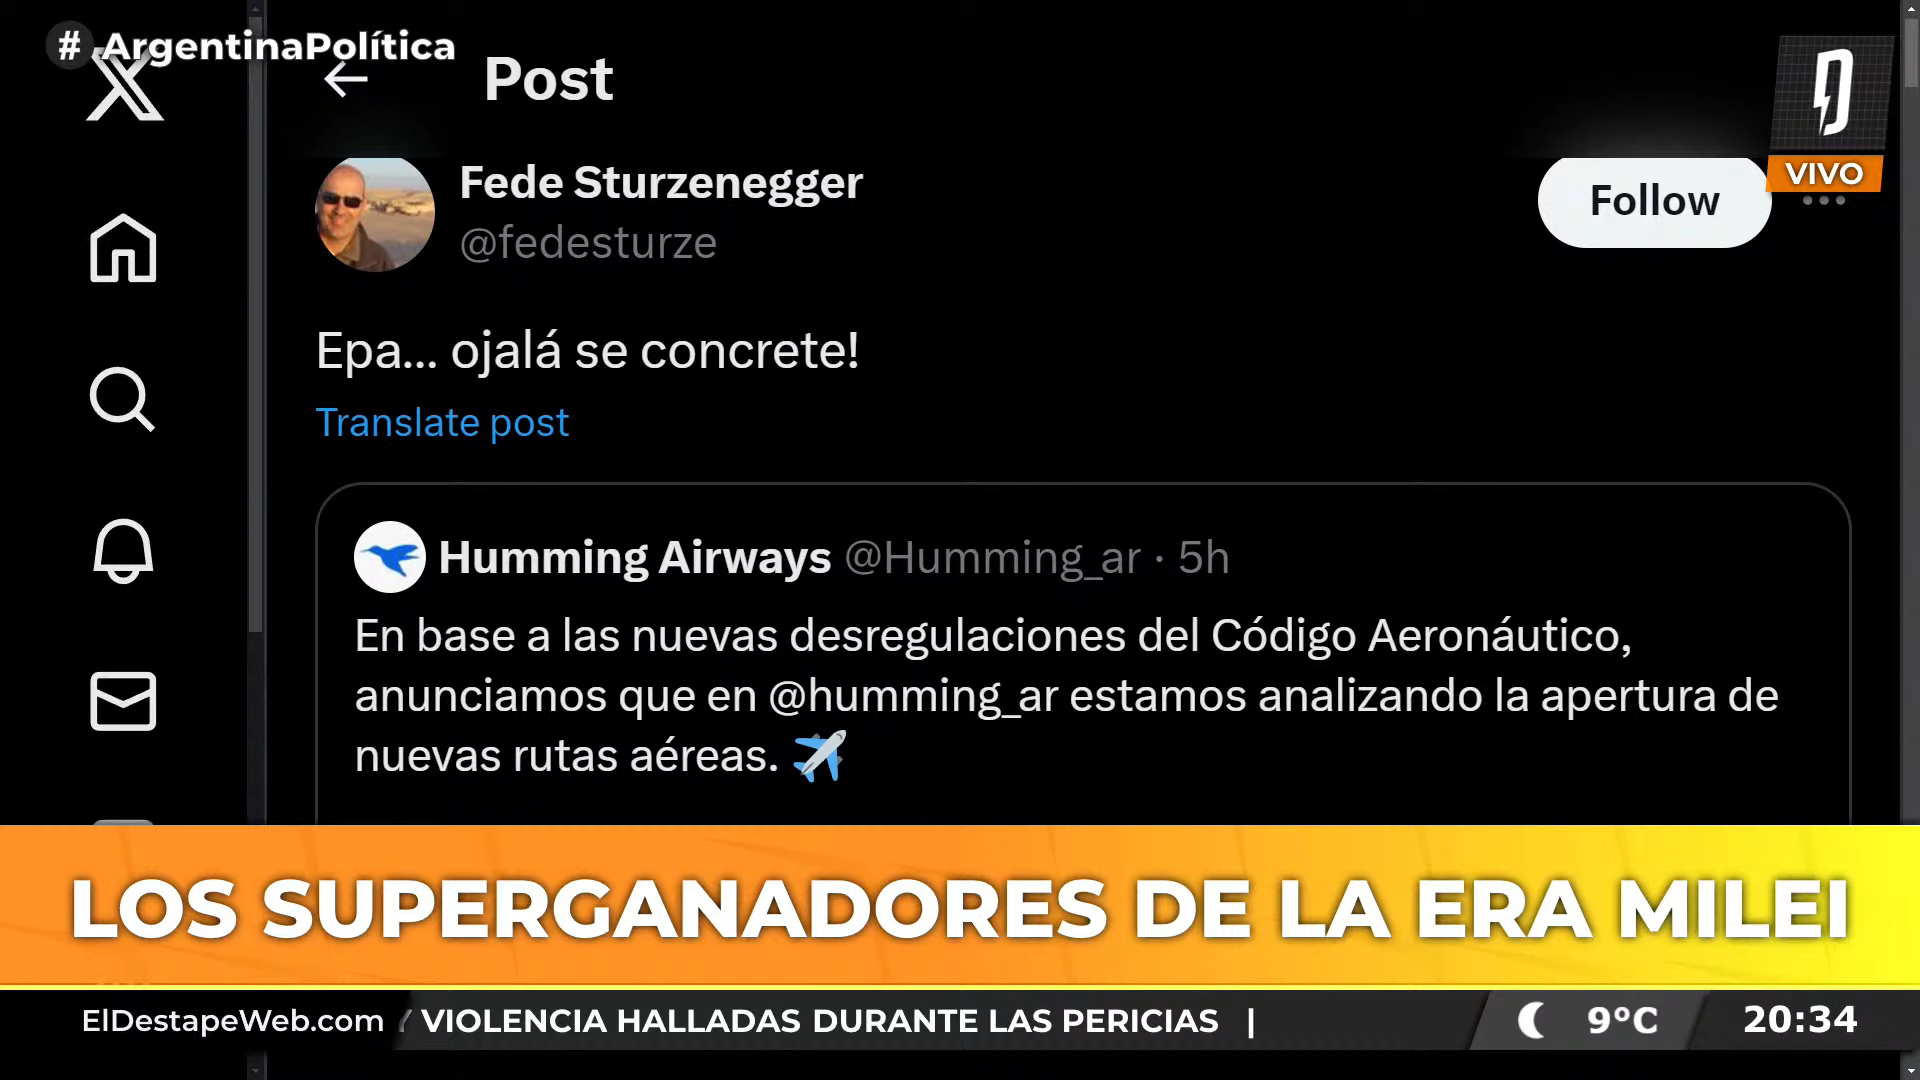 # ArgentinaPolítica
Post
VIVO
Fede Sturzenegger
@fedesturze
Follow
Epa... ojalá se concrete!
Translate post
Humming Airways @Humming_ar · 5h
En base a las nuevas desregulaciones del Código Aeronáutico,
anunciamos que en @humming_ar estamos analizando la apertura de
nuevas rutas aéreas. ✈️
LOS SUPERGANADORES DE LA ERA MILEI
ElDestapeWeb.com
VIOLENCIA HALLADAS DURANTE LAS PERICIAS |
9°C
20:34